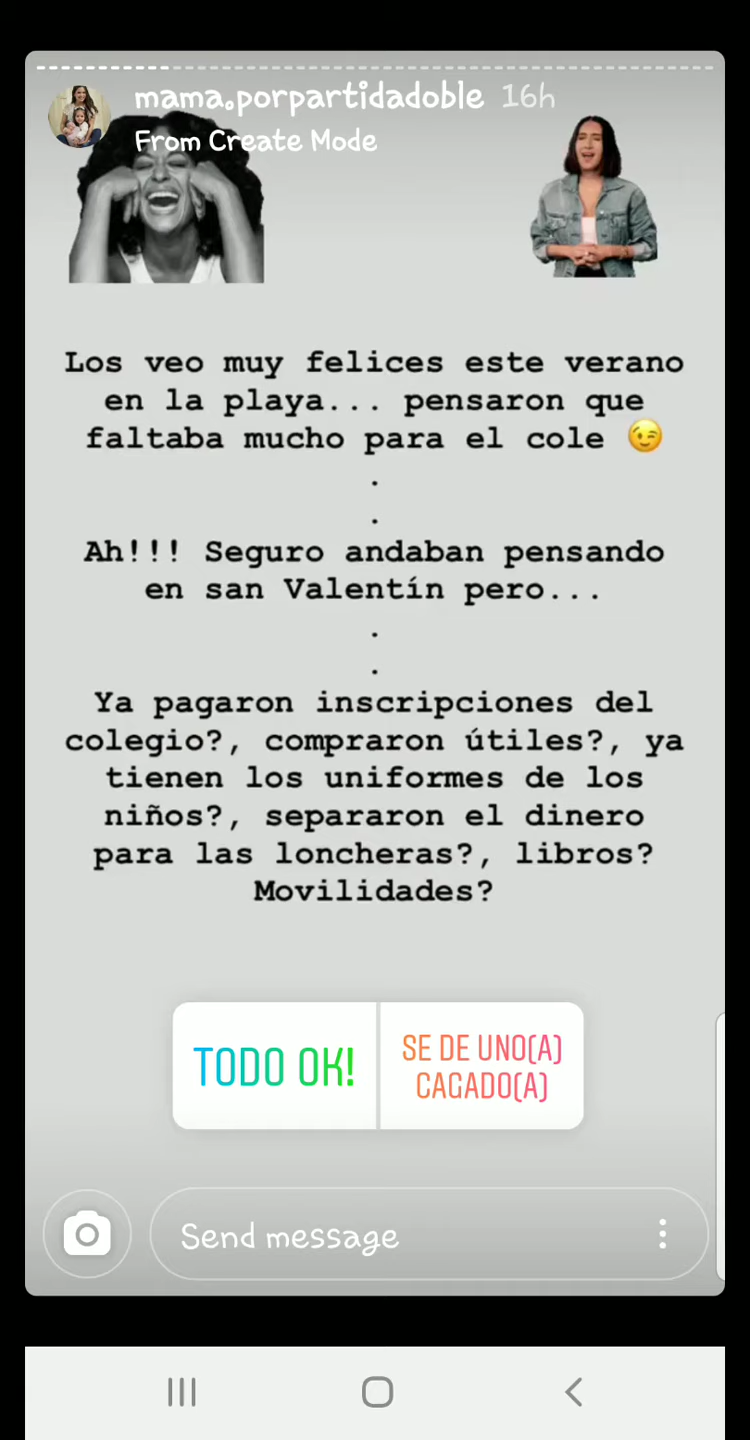 mama.porpartidadoble 16h
From Create Mode
Los veo muy felices este verano
en la playa... pensaron que
faltaba mucho para el cole 😉
.
.
Ah!!! Seguro andaban pensando
en san Valentín pero...
.
.
Ya pagaron inscripciones del
colegio?, compraron útiles?, ya
tienen los uniformes de los
niños?, separaron el dinero
para las loncheras?, libros?
Movilidades?
TODO OK!
SE DE UNO(A)
CAGADO(A)
Send message